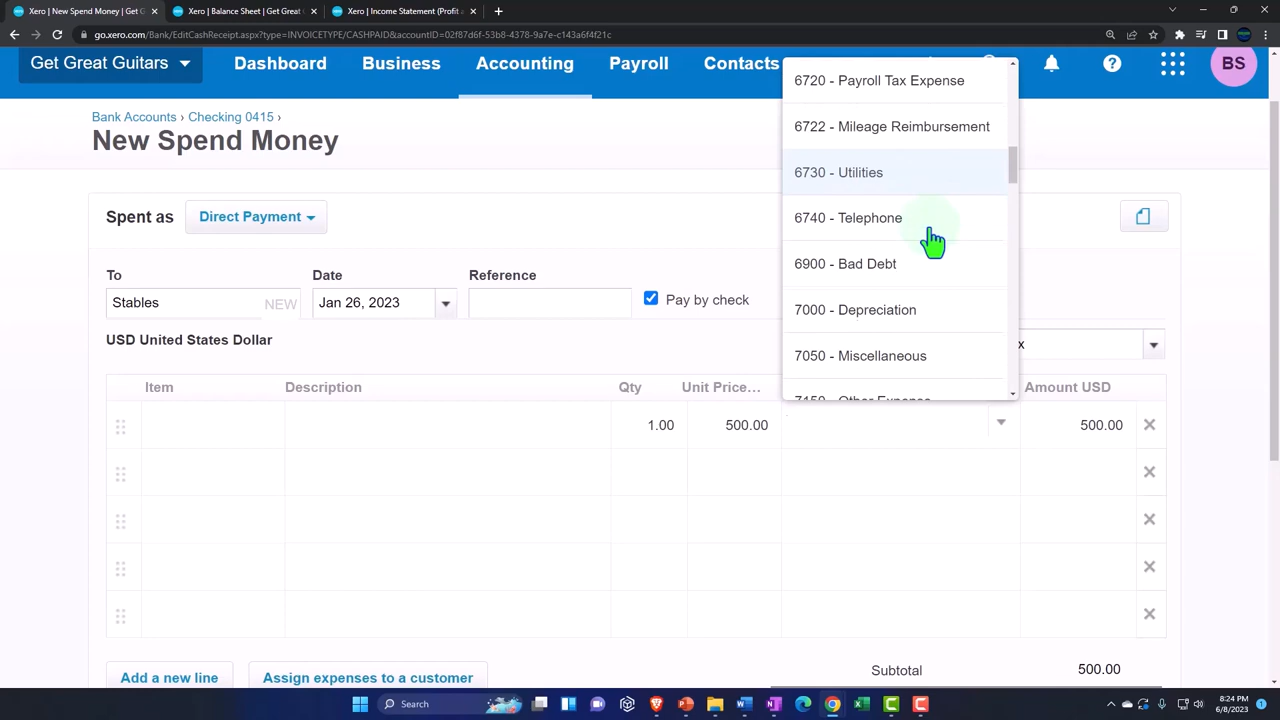 Xero | New Spend Money | Get G
Xero | Balance Sheet | Get Great G
Xero | Income Statement (Profit a
go.xero.com/Bank/EditCashReceipt.aspx?type=INVOICETYPE/CASHPAID&accountID=02f87d6f-53b8-4378-9a7e-c143a6f4f21c
Get Great Guitars
Dashboard
Business
Accounting
Payroll
Contacts
BS
Bank Accounts › Checking 0415 ›
New Spend Money
6720 - Payroll Tax Expense
6722 - Mileage Reimbursement
6730 - Utilities
6740 - Telephone
6900 - Bad Debt
7000 - Depreciation
7050 - Miscellaneous
7150 - Other Expense
Spent as Direct Payment
To Date Reference
Stables NEW Jan 26, 2023 Pay by check
USD United States Dollar
x
Item Description Qty Unit Price... Amount USD
1.00 500.00 500.00
Add a new line Assign expenses to a customer
Subtotal 500.00
Search
8:24 PM
6/8/2023